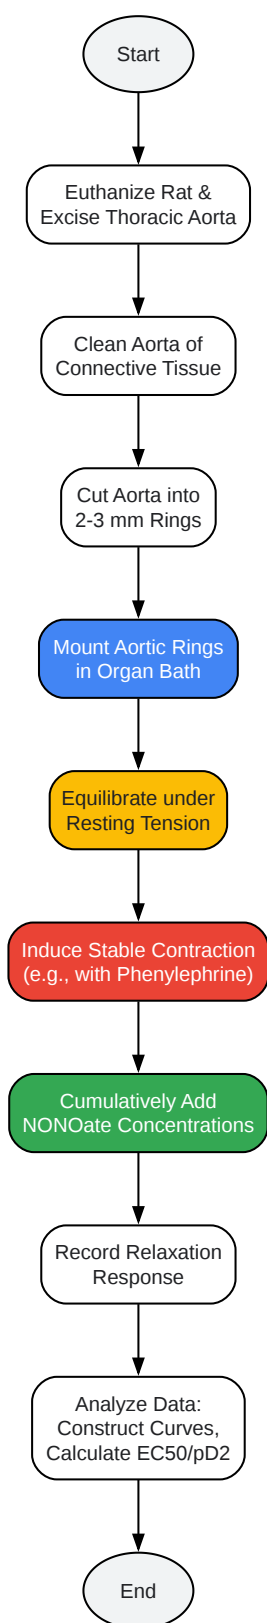 Start
Euthanize Rat &
Excise Thoracic Aorta
Clean Aorta of
Connective Tissue
Cut Aorta into
2-3 mm Rings
Mount Aortic Rings
in Organ Bath
Equilibrate under
Resting Tension
Induce Stable Contraction
(e.g., with Phenylephrine)
Cumulatively Add
NONOate Concentrations
Record Relaxation
Response
Analyze Data:
Construct Curves,
Calculate EC50/pD2
End